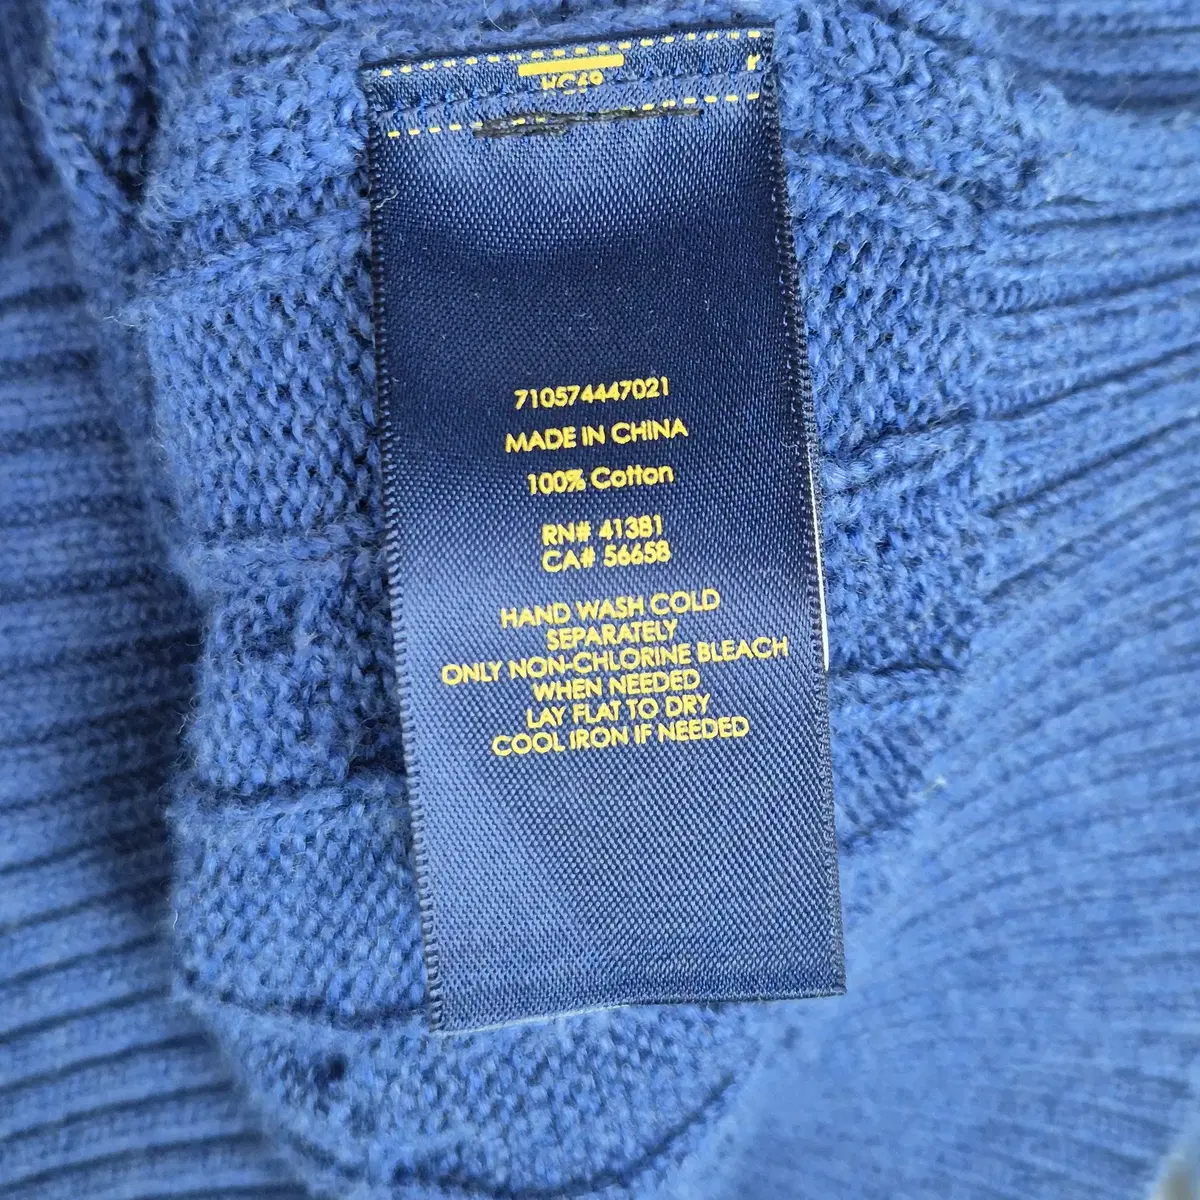 710574447021
MADE IN CHINA
100% Cotton
RN# 41381
CA# 56658
HAND WASH COLD
SEPARATELY
ONLY NON-CHLORINE BLEACH
WHEN NEEDED
LAY FLAT TO DRY
COOL IRON IF NEEDED